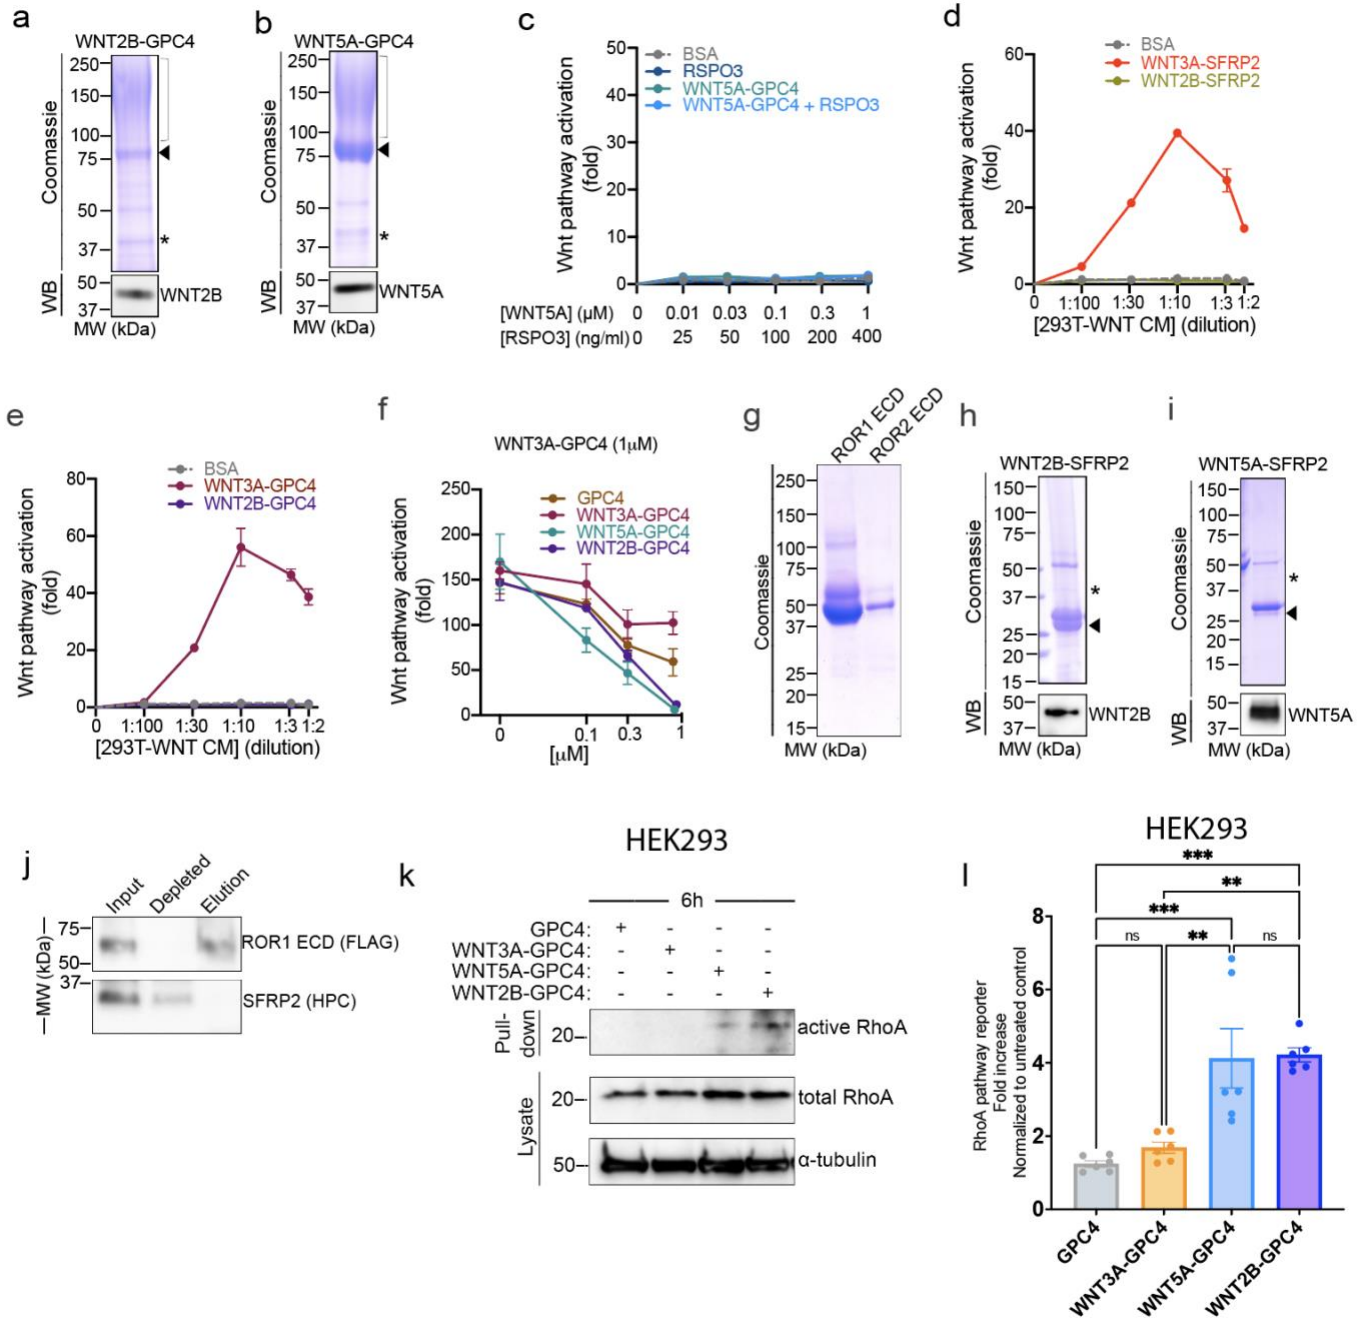 a
WNT2B-GPC4
250
150
100
75
50
37
*
Coomassie
50
37
WB
WNT2B
MW (kDa)
b
WNT5A-GPC4
250
150
100
75
50
37
*
Coomassie
50
37
WB
WNT5A
MW (kDa)
c
BSA
RSPO3
WNT5A-GPC4
WNT5A-GPC4 + RSPO3
Wnt pathway activation
(fold)
50
40
30
20
10
0
[WNT5A] (μM) 0 0.01 0.03 0.1 0.3 1
[RSPO3] (ng/ml) 0 25 50 100 200 400
d
BSA
WNT3A-SFRP2
WNT2B-SFRP2
Wnt pathway activation
(fold)
60
40
20
0
0 1:100 1:30 1:10 1:3 1:2
[293T-WNT CM] (dilution)
e
BSA
WNT3A-GPC4
WNT2B-GPC4
Wnt pathway activation
(fold)
80
60
40
20
0
0 1:100 1:30 1:10 1:3 1:2
[293T-WNT CM] (dilution)
f
WNT3A-GPC4 (1μM)
GPC4
WNT3A-GPC4
WNT5A-GPC4
WNT2B-GPC4
Wnt pathway activation
(fold)
250
200
150
100
50
0
0 0.1 0.3 1
[μM]
g
ROR1 ECD
ROR2 ECD
250
150
100
75
50
37
25
20
15
Coomassie
MW (kDa)
h
WNT2B-SFRP2
150
100
75
50
37
25
20
15
*
Coomassie
50
37
WB
WNT2B
MW (kDa)
i
WNT5A-SFRP2
150
100
75
50
37
25
20
15
*
Coomassie
50
37
WB
WNT5A
MW (kDa)
j
Input
Depleted
Elution
75
50
37
MW (kDa)
ROR1 ECD (FLAG)
SFRP2 (HPC)
k
HEK293
6h
GPC4: + - - -
WNT3A-GPC4: - + - -
WNT5A-GPC4: - - + -
WNT2B-GPC4: - - - +
Pull-
down
20
active RhoA
Lysate
20
total RhoA
50
α-tubulin
l
HEK293
***
**
***
ns ** ns
RhoA pathway reporter
Fold increase
Normalized to untreated control
8
6
4
2
0
GPC4
WNT3A-GPC4
WNT5A-GPC4
WNT2B-GPC4